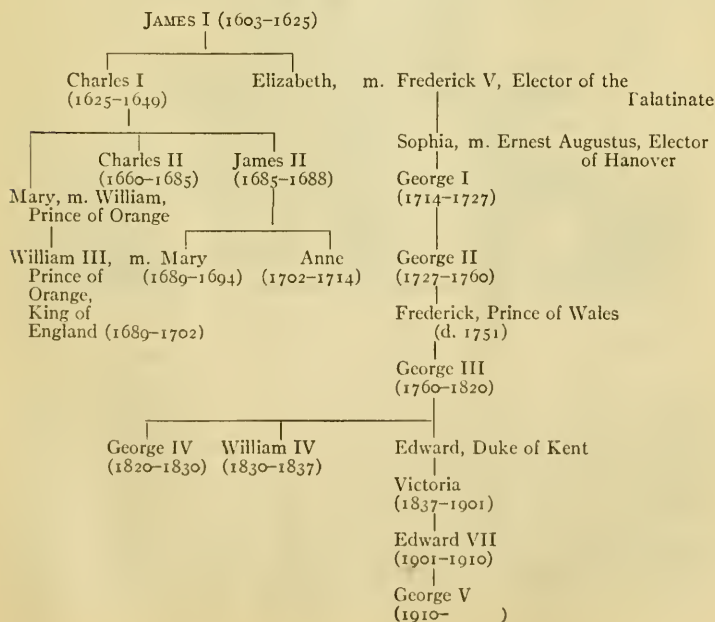 JAMES I (1603–1625)
Charles I Elizabeth, m. Frederick V, Elector of the
(1625–1649) Palatinate
Sophia, m. Ernest Augustus, Elector
Charles II James II of Hanover
(1660–1685) (1685–1688) George I
Mary, m. William, (1714–1727)
Prince of Orange
William III, m. Mary Anne George II
Prince of (1689–1694) (1702–1714) (1727–1760)
Orange,
King of Frederick, Prince of Wales
England (1689–1702) (d. 1751)
George III
(1760–1820)
George IV William IV Edward, Duke of Kent
(1820–1830) (1830–1837)
Victoria
(1837–1901)
Edward VII
(1901–1910)
George V
(1910– )